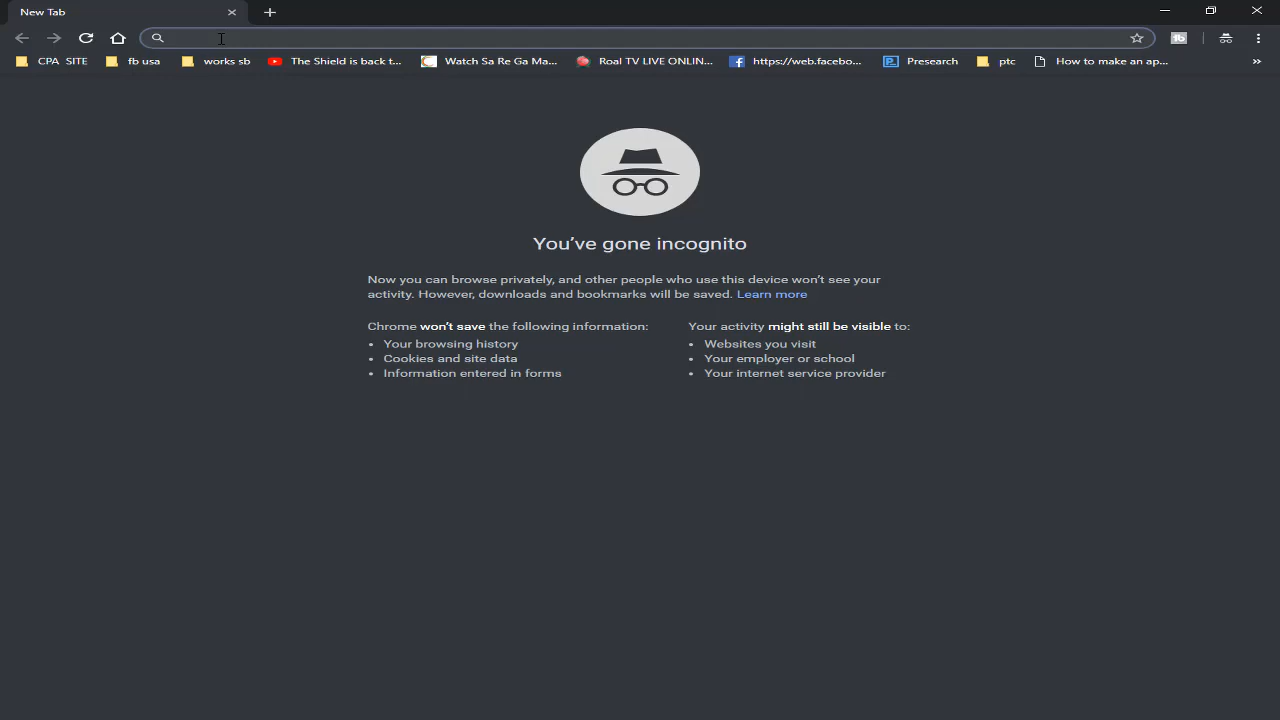 New Tab
CPA SITE fb usa works sb The Shield is back t... Watch Sa Re Ga Ma... Roal TV LIVE ONLIN... https://web.facebo... Presearch ptc How to make an ap...
You've gone incognito
Now you can browse privately, and other people who use this device won't see your
activity. However, downloads and bookmarks will be saved. Learn more
Chrome won't save the following information:
• Your browsing history
• Cookies and site data
• Information entered in forms
Your activity might still be visible to:
• Websites you visit
• Your employer or school
• Your internet service provider